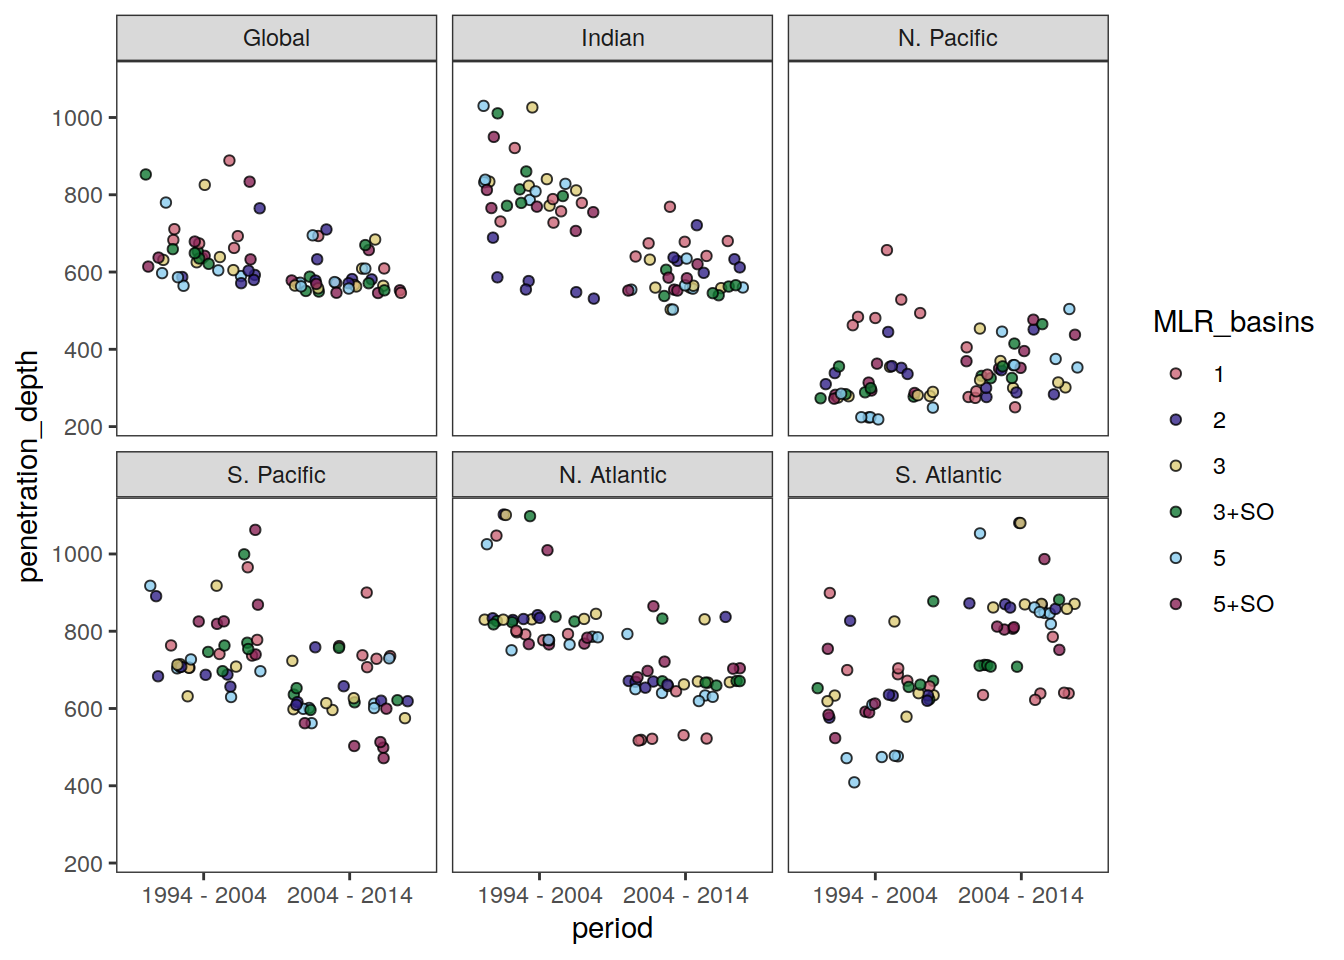 Global
Indian
N. Pacific
1000
800
600
400
200
S. Pacific
N. Atlantic
S. Atlantic
1000
800
600
400
200
penetration_depth
1994 - 2004
2004 - 2014
1994 - 2004
2004 - 2014
1994 - 2004
2004 - 2014
period
MLR_basins
1
2
3
3+SO
5
5+SO